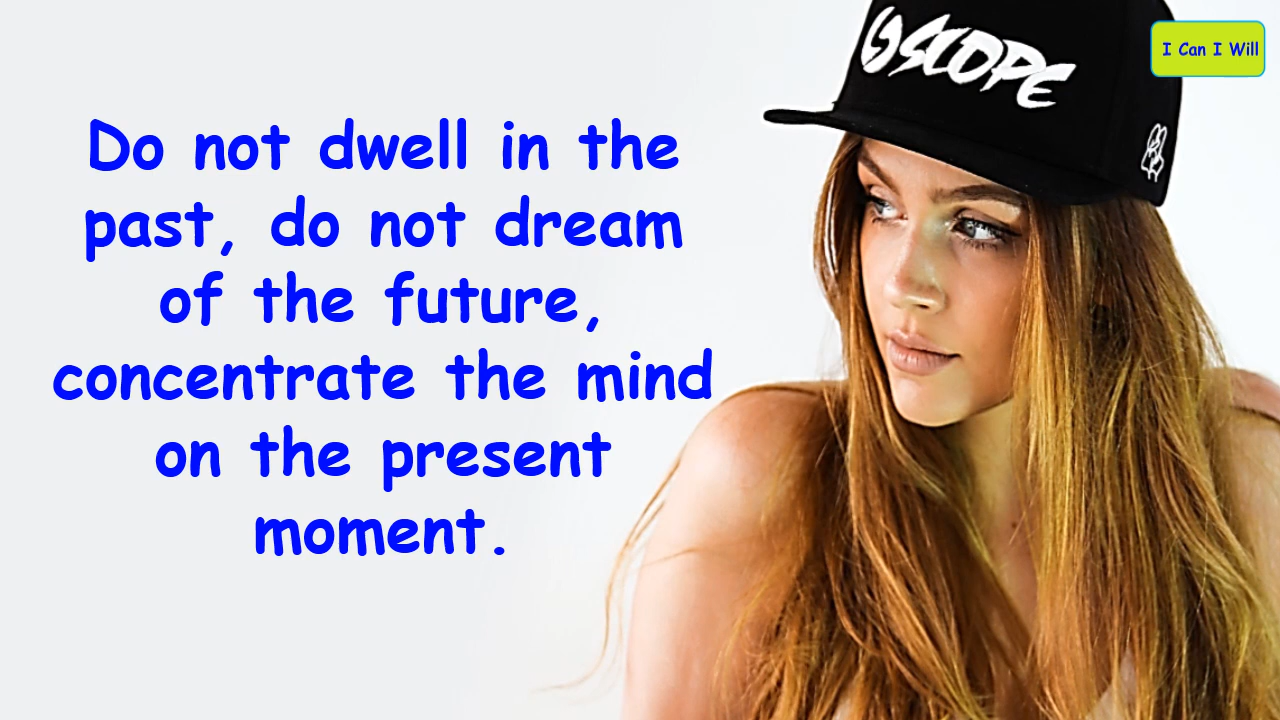 Do not dwell in the
past, do not dream
of the future,
concentrate the mind
on the present
moment.
I Can I Will